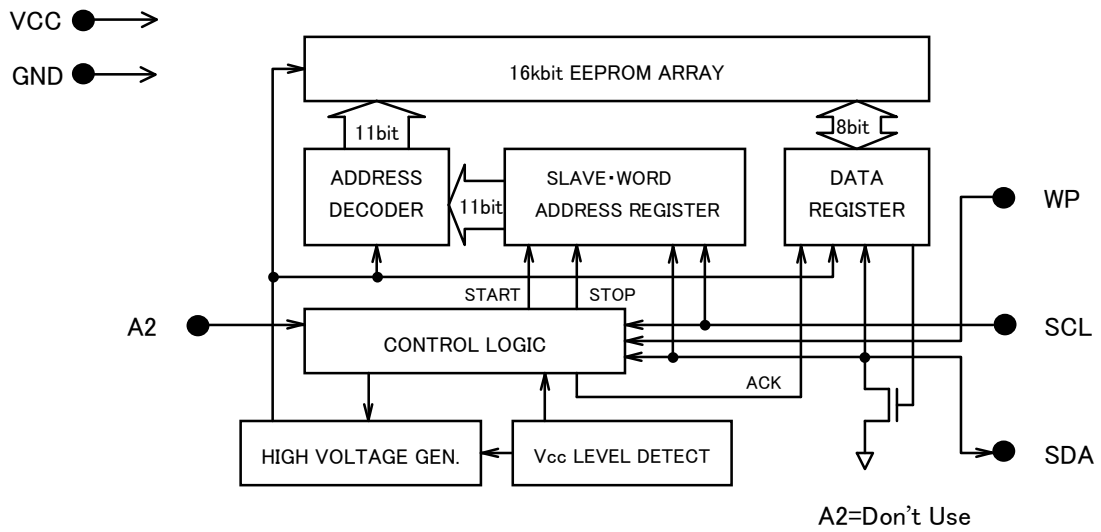 VCC
GND
16kbit EEPROM ARRAY
11bit
8bit
ADDRESS
DECODER
11bit
SLAVE・WORD
ADDRESS REGISTER
DATA
REGISTER
WP
START
STOP
A2
CONTROL LOGIC
SCL
ACK
HIGH VOLTAGE GEN.
Vcc LEVEL DETECT
SDA
A2=Don't Use